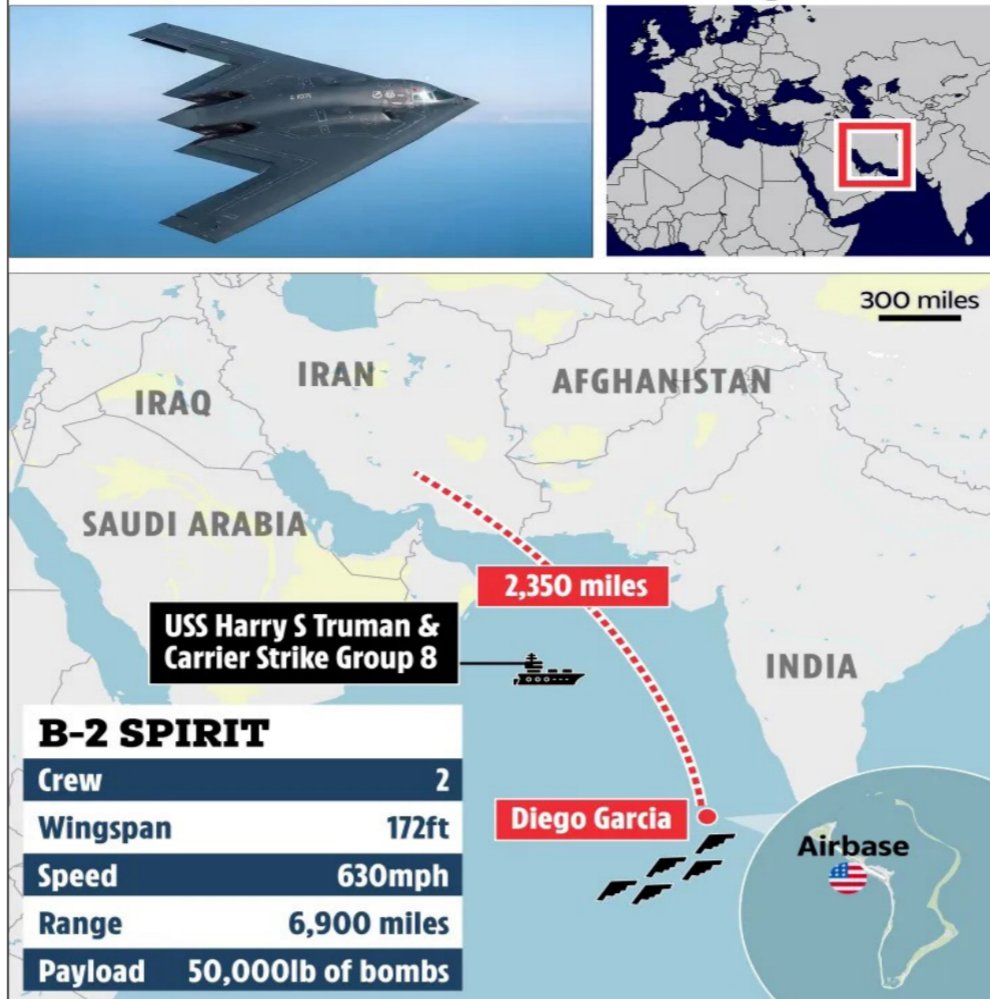 300 miles
IRAN
AFGHANISTAN
IRAQ
SAUDI ARABIA
2,350 miles
USS Harry S Truman &
Carrier Strike Group 8
INDIA
B-2 SPIRIT
Crew 2
Wingspan 172ft
Speed 630mph
Range 6,900 miles
Payload 50,000lb of bombs
Diego Garcia
Airbase